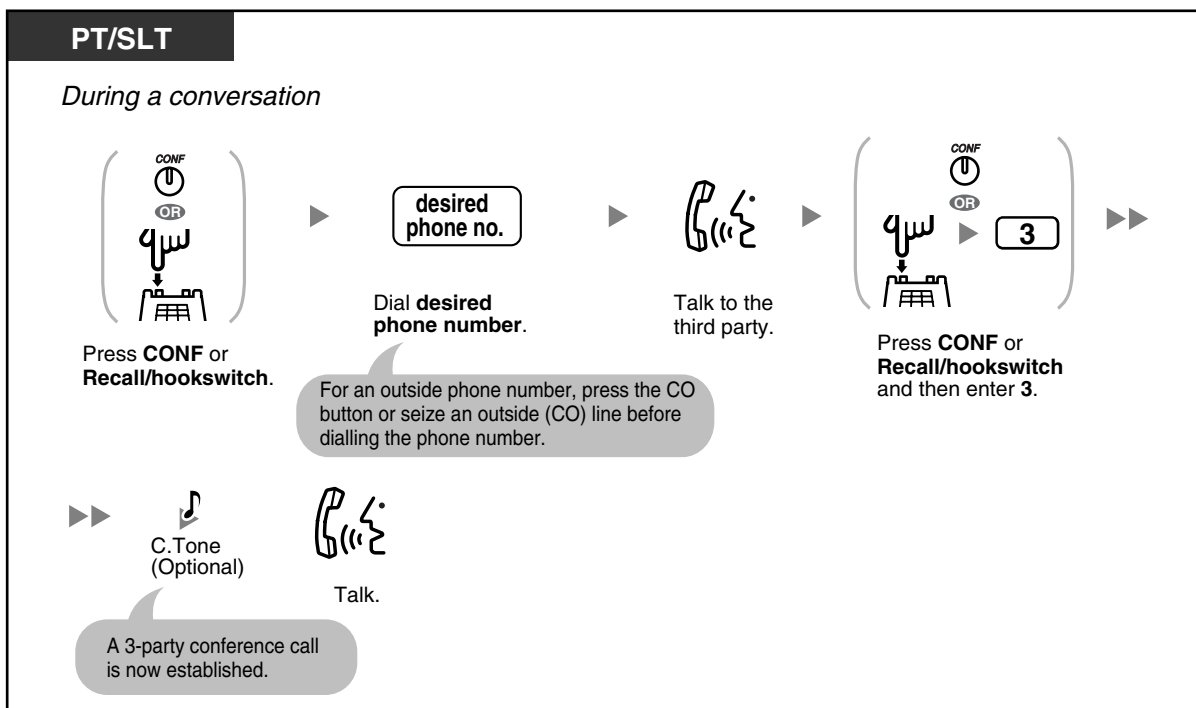 PT/SLT
During a conversation
CONF
OR
Press CONF or
Recall/hookswitch.
desired
phone no.
Dial desired
phone number.
For an outside phone number, press the CO
button or seize an outside (CO) line before
dialling the phone number.
Talk to the
third party.
CONF
OR
3
Press CONF or
Recall/hookswitch
and then enter 3.
C.Tone
(Optional)
A 3-party conference call
is now established.
Talk.